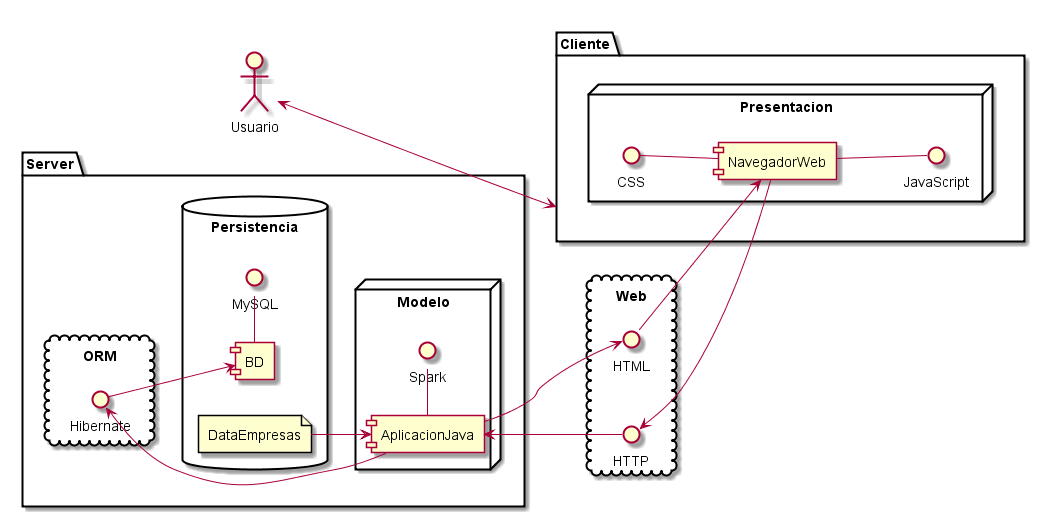 Cliente
Presentacion
CSS
NavegadorWeb
JavaScript
Usuario
Server
Persistencia
MySQL
BD
DataEmpresas
ORM
Hibernate
Modelo
Spark
AplicacionJava
Web
HTML
HTTP